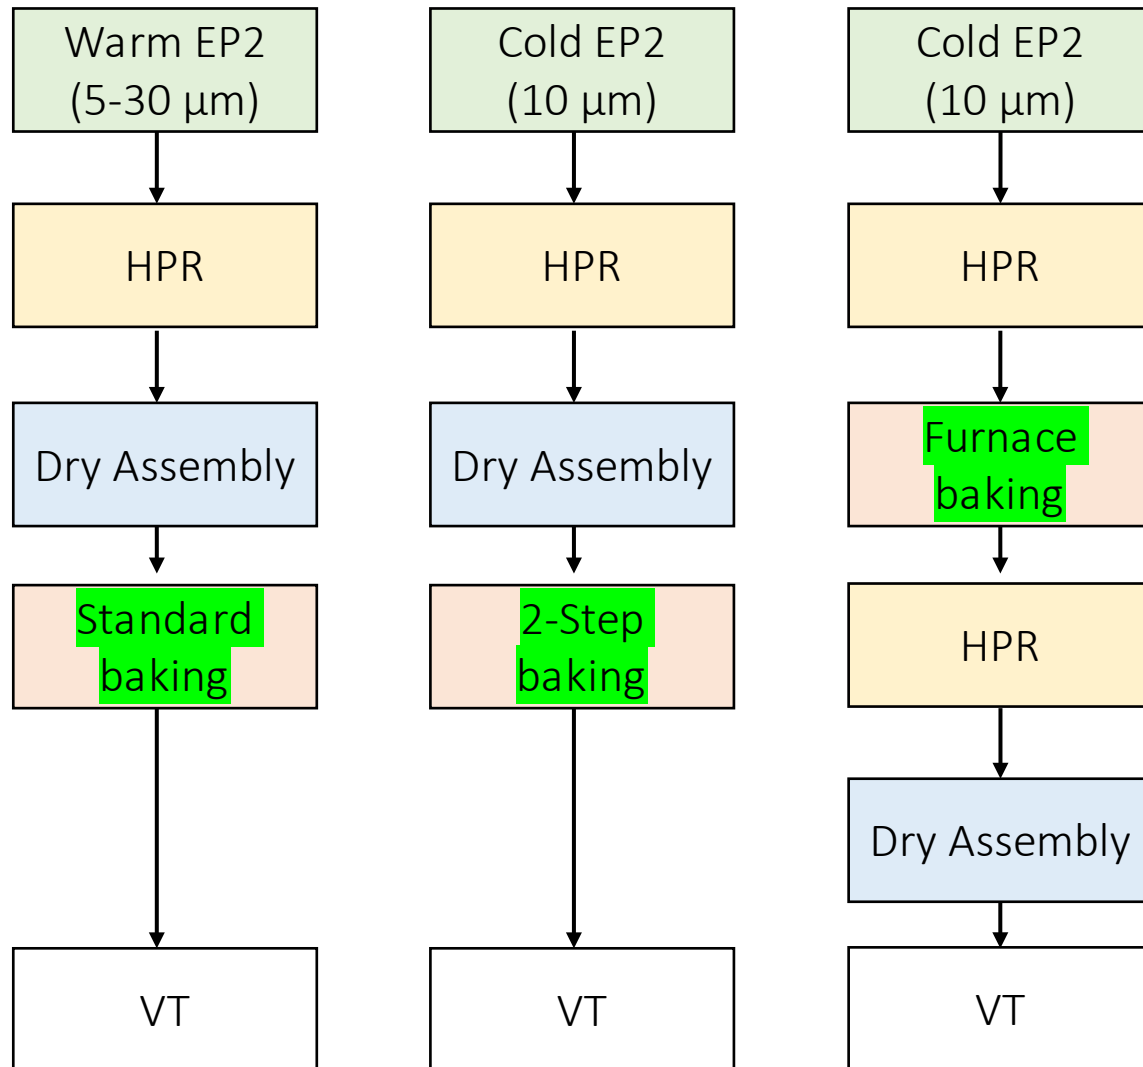 Warm EP2
(5-30 µm)
HPR
Dry Assembly
Standard
baking
VT
Cold EP2
(10 µm)
HPR
Dry Assembly
2-Step
baking
VT
Cold EP2
(10 µm)
HPR
Furnace
baking
HPR
Dry Assembly
VT